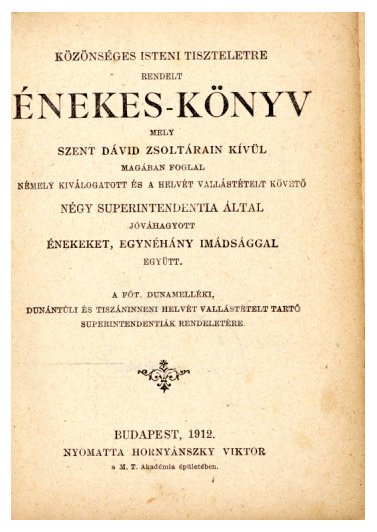 KÖZÖNSÉGES ISTENI TISZTELETRE
RENDELT
ÉNEKES-KÖNYV
MELY
SZENT DÁVID ZSOLTÁRAIN KÍVÜL
MAGÁBAN FOGLAL
NÉMELY KIVÁLOGATOTT ÉS A HELVÉT VALLÁSTÉTELT KÖVETŐ
NÉGY SUPERINTENDENTIA ÁLTAL
JÓVÁHAGYOTT
ÉNEKEKET, EGYNÉHÁNY IMÁDSÁGGAL
EGYÜTT.
A FŐT. DUNAMELLÉKI,
DUNÁNTÚLI ÉS TISZÁNINNENI HELVÉT VALLÁSTÉTELT TARTÓ
SUPERINTENDENTIÁK RENDELETÉRE
BUDAPEST, 1912.
NYOMATTA HORNYÁNSZKY VIKTOR
a M. T. Akadémia épületében.